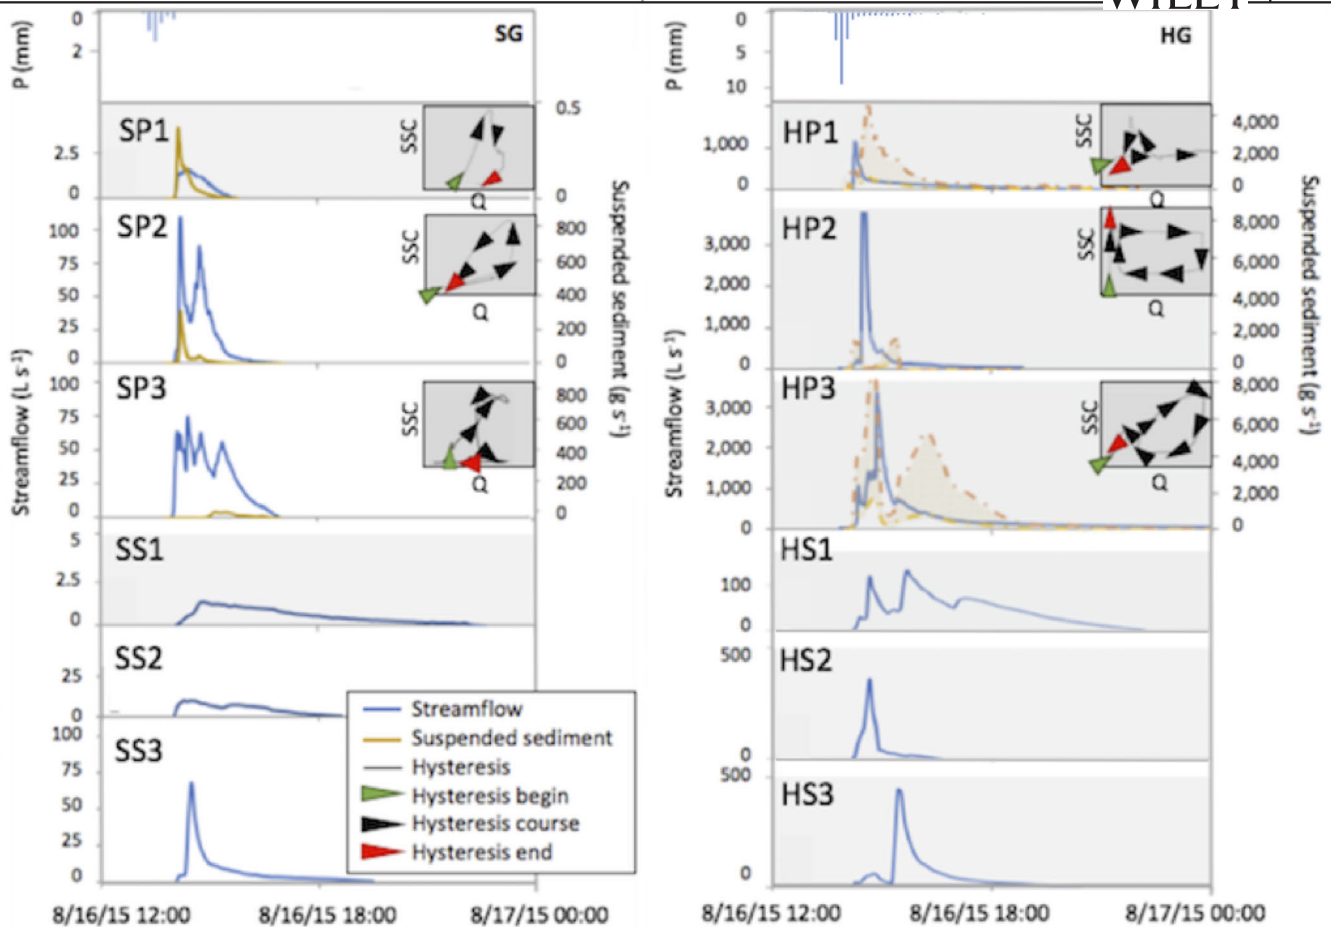 WILEY
0
P (mm)
2
SG
SP1
2.5
0
SSC
Q
0.5
0
SP2
100
75
50
25
0
SSC
Q
800
600
400
200
0
SP3
100
75
50
25
0
SSC
Q
800
600
400
200
0
Streamflow (L s⁻¹)
Suspended sediment (g s⁻¹)
SS1
5
2.5
0
SS2
25
0
SS3
100
75
50
25
0
Streamflow
Suspended sediment
Hysteresis
Hysteresis begin
Hysteresis course
Hysteresis end
8/16/15 12:00
8/16/15 18:00
8/17/15 00:00
0
P (mm)
5
10
HG
HP1
1,000
0
SSC
Q
4,000
2,000
0
HP2
3,000
2,000
1,000
0
SSC
Q
8,000
6,000
4,000
2,000
0
HP3
3,000
2,000
1,000
0
SSC
Q
8,000
6,000
4,000
2,000
0
Streamflow (L s⁻¹)
Suspended sediment (g s⁻¹)
HS1
100
0
HS2
500
0
HS3
500
0
8/16/15 12:00
8/16/15 18:00
8/17/15 00:00